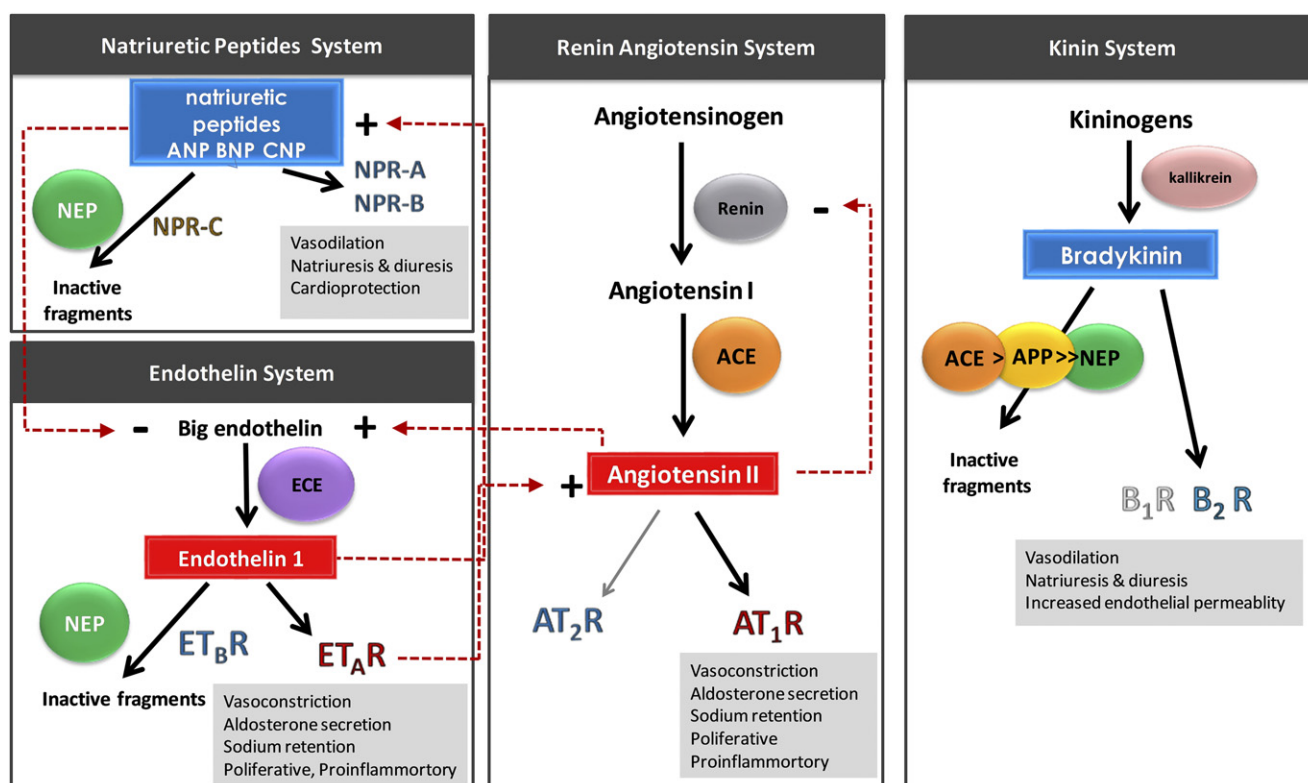 Natriuretic Peptides System
natriuretic
peptides
ANP BNP CNP
+
NPR-A
NPR-B
NEP
NPR-C
Vasodilation
Natriuresis & diuresis
Cardioprotection
Inactive
fragments
Endothelin System
- Big endothelin +
ECE
Endothelin 1
NEP
ETBR
ETAR
Inactive fragments
Vasoconstriction
Aldosterone secretion
Sodium retention
Poliferative, Proinflammortory
Renin Angiotensin System
Angiotensinogen
Renin -
Angiotensin I
ACE
+ Angiotensin II
AT2R
AT1R
Vasoconstriction
Aldosterone secretion
Sodium retention
Poliferative
Proinflammortory
Kinin System
Kininogens
kallikrein
Bradykinin
ACE > APP >> NEP
Inactive
fragments
B1R B2 R
Vasodilation
Natriuresis & diuresis
Increased endothelial permeablity